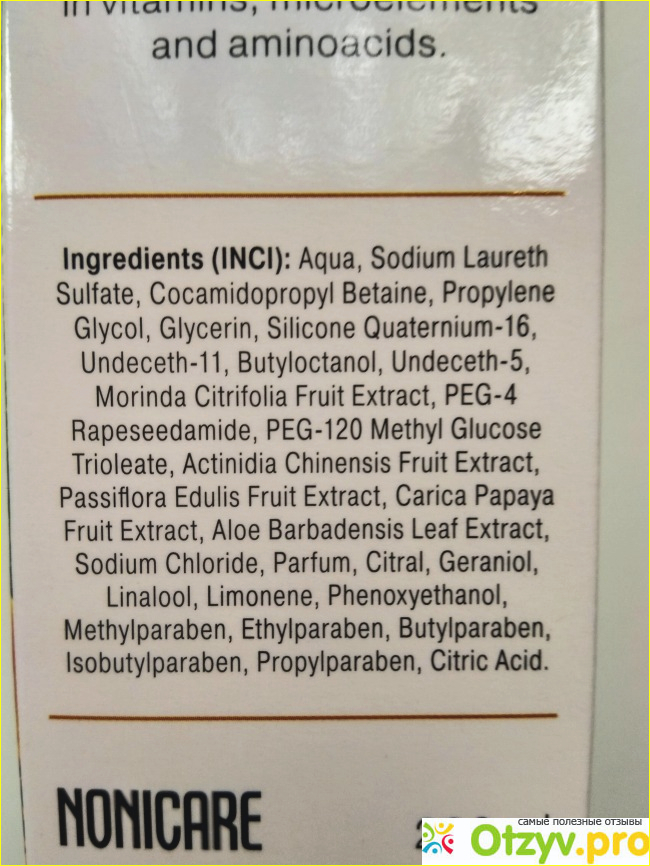 in vitamins, microelements
and aminoacids.
Ingredients (INCI): Aqua, Sodium Laureth
Sulfate, Cocamidopropyl Betaine, Propylene
Glycol, Glycerin, Silicone Quaternium-16,
Undeceth-11, Butyloctanol, Undeceth-5,
Morinda Citrifolia Fruit Extract, PEG-4
Rapeseedamide, PEG-120 Methyl Glucose
Trioleate, Actinidia Chinensis Fruit Extract,
Passiflora Edulis Fruit Extract, Carica Papaya
Fruit Extract, Aloe Barbadensis Leaf Extract,
Sodium Chloride, Parfum, Citral, Geraniol,
Linalool, Limonene, Phenoxyethanol,
Methylparaben, Ethylparaben, Butylparaben,
Isobutylparaben, Propylparaben, Citric Acid.
NONICARE
самые полезные отзывы
Otzyv.pro